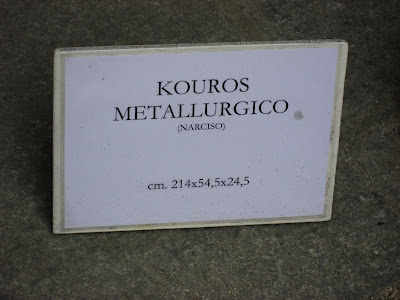 KOUROS
METALLURGICO
(NARCISO)
cm. 214x54,5x24,5